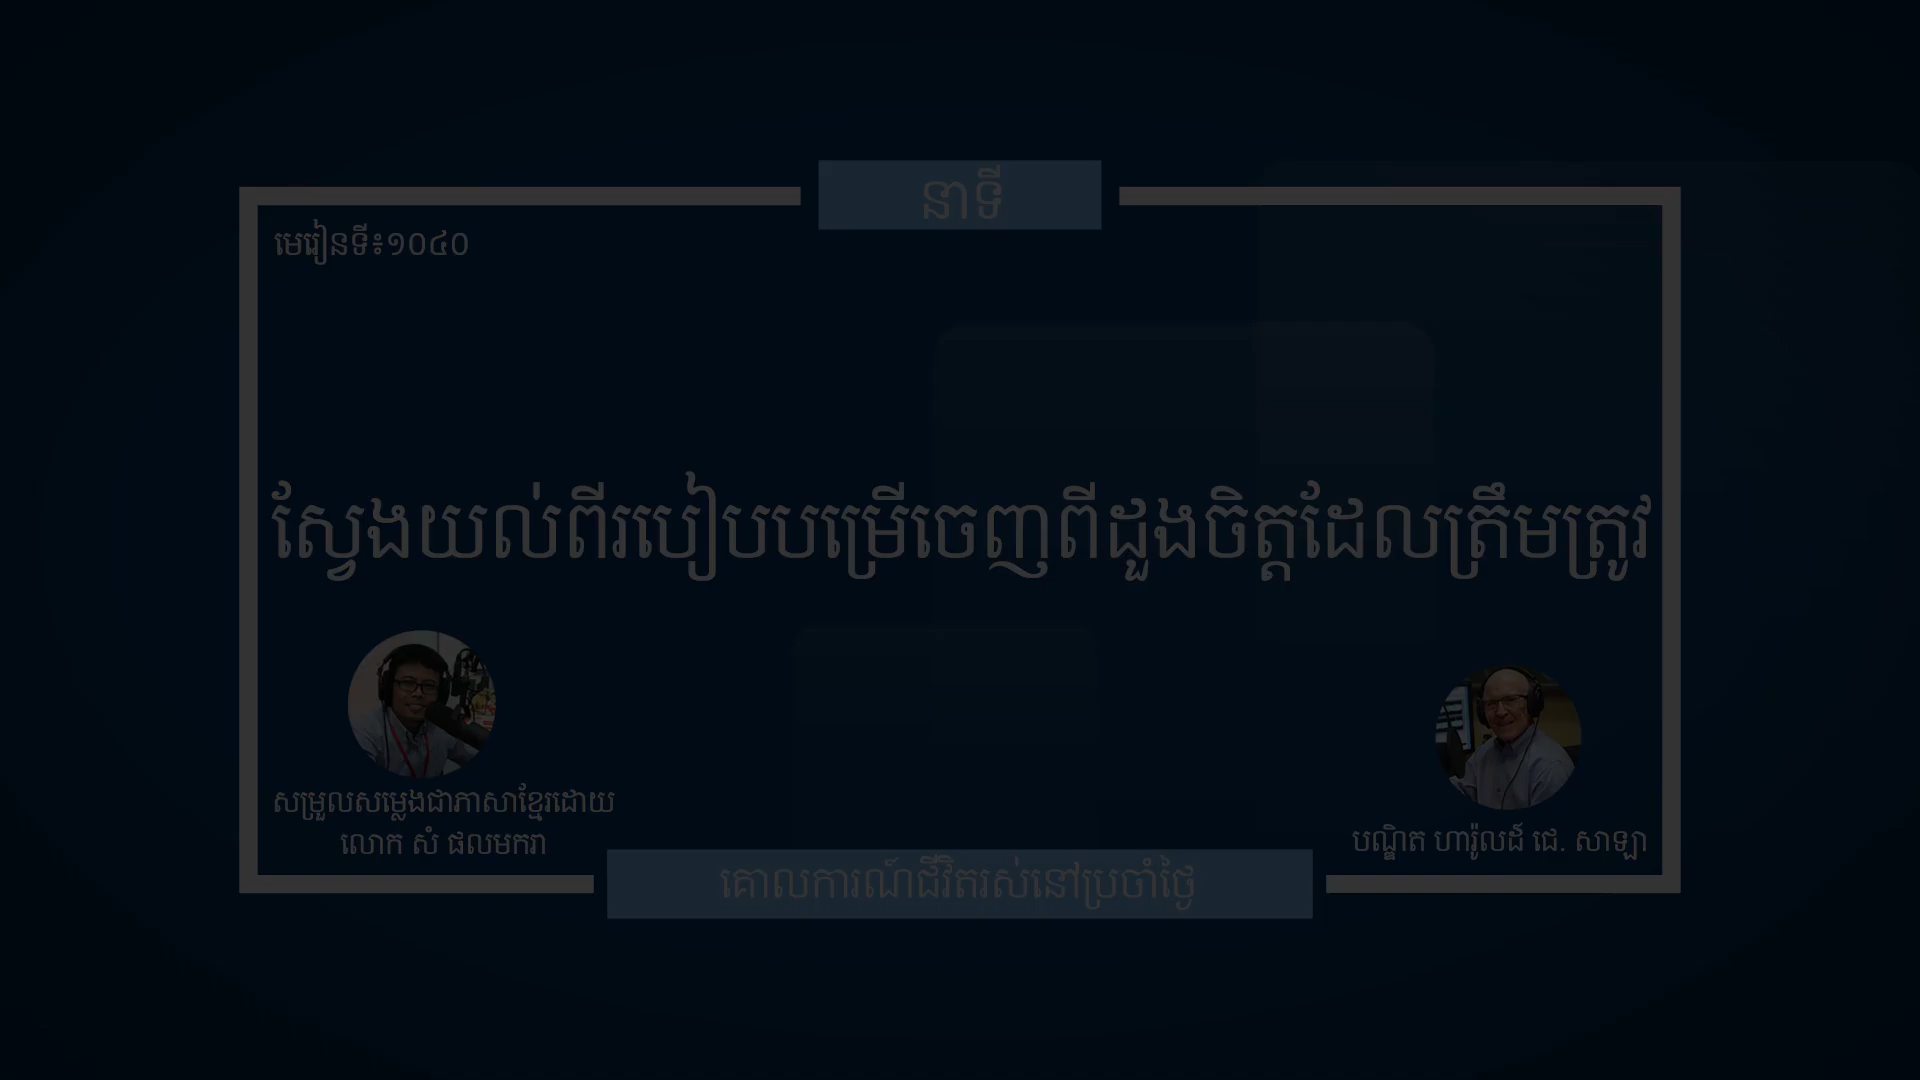 នាទី
មេរៀនទី៖១០៤០
ស្វែងយល់ពីរបៀបបម្រើចេញពីដួងចិត្តដែលត្រឹមត្រូវ
សម្រួលសម្លេងជាភាសាខ្មែរដោយ
លោក សំ ផលមករា
បណ្ឌិត ហារ៉ូលដ៍ ជេ. សាឡា
គោលការណ៍ជីវិតរស់នៅប្រចាំថ្ងៃ